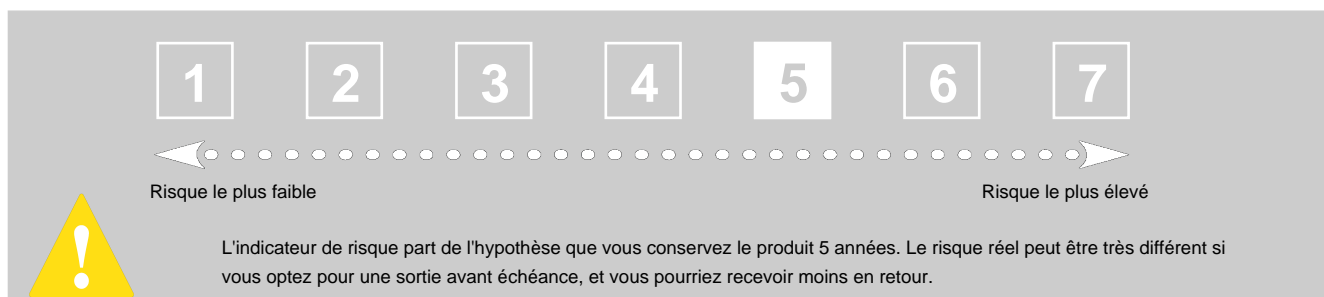 1 2 3 4 5 6 7
Risque le plus faible Risque le plus élevé
!
L'indicateur de risque part de l'hypothèse que vous conservez le produit 5 années. Le risque réel peut être très différent si
vous optez pour une sortie avant échéance, et vous pourriez recevoir moins en retour.